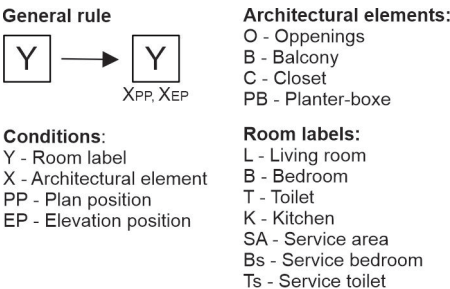 General rule
Y
Y
XPP, XEP
Conditions:
Y - Room label
X - Architectural element
PP - Plan position
EP - Elevation position
Architectural elements:
O - Oppenings
B - Balcony
C - Closet
PB - Planter-boxe
Room labels:
L - Living room
B - Bedroom
T - Toilet
K - Kitchen
SA - Service area
Bs - Service bedroom
Ts - Service toilet